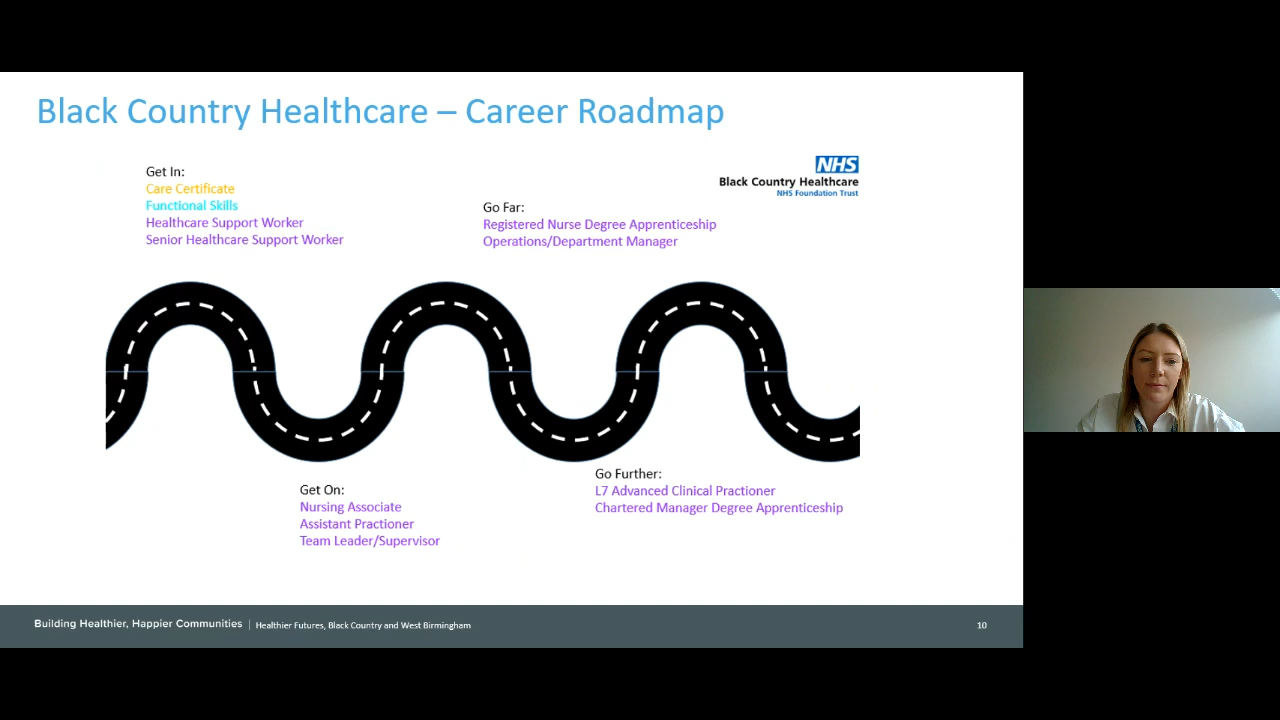 Black Country Healthcare – Career Roadmap
NHS
Black Country Healthcare
NHS Foundation Trust
Get In:
Care Certificate
Functional Skills
Healthcare Support Worker
Senior Healthcare Support Worker
Go Far:
Registered Nurse Degree Apprenticeship
Operations/Department Manager
Get On:
Nursing Associate
Assistant Practioner
Team Leader/Supervisor
Go Further:
L7 Advanced Clinical Practioner
Chartered Manager Degree Apprenticeship
Building Healthier, Happier Communities | Healthier Futures, Black Country and West Birmingham
10